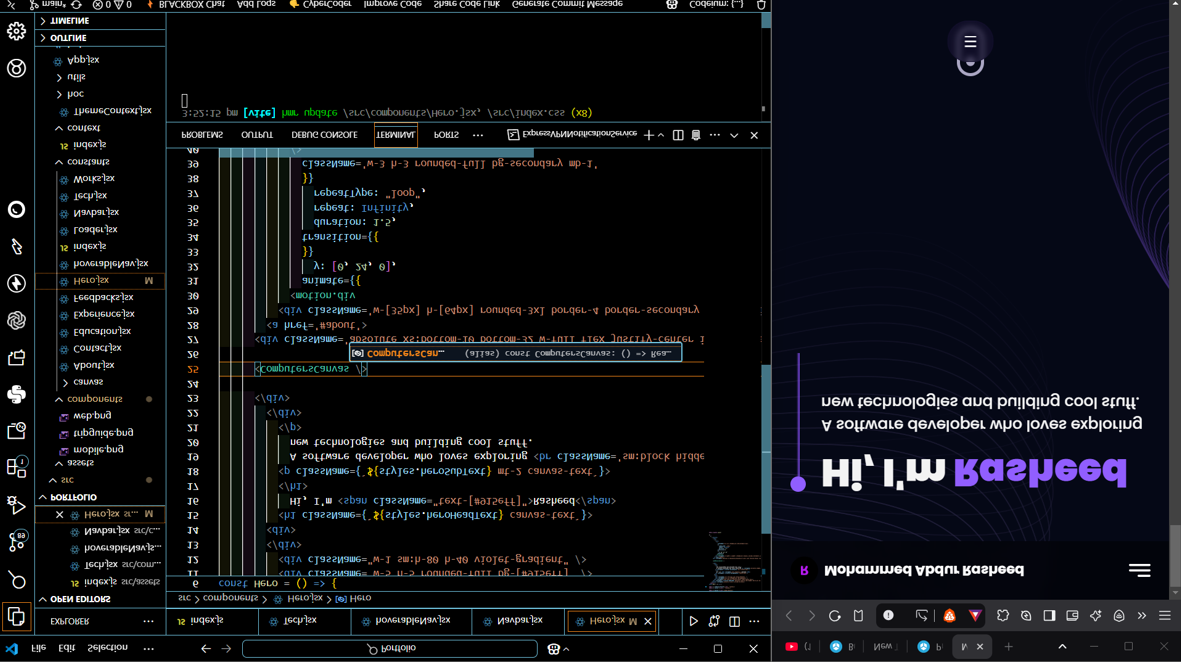 File Edit Selection ··· Portfolio
EXPLORER ···
OPEN EDITORS
index.js src/assets
Tech.jsx src/com...
hoverableNav.js...
Navbar.jsx src/c...
Hero.jsx sr... M
PORTFOLIO
src
assets
mobile.png
tripguide.png
web.png
components
canvas
About.jsx
Contact.jsx
Education.jsx
Experience.jsx
Feedbacks.jsx
Hero.jsx M
hoverableNav.jsx
index.js
Loader.jsx
Navbar.jsx
Tech.jsx
Works.jsx
constants
index.js
context
ThemeContext.jsx
hoc
utils
App.jsx
OUTLINE
TIMELINE
89
1
index.js Tech.jsx hoverableNav.jsx Navbar.jsx Hero.jsx M
src > components > Hero.jsx > Hero
6 const Hero = () => {
11 <div className='w-5 h-5 rounded-full bg-[#915eff]' />
12 <div className='w-1 sm:h-80 h-40 violet-gradient' />
13 </div>
14 <div>
15 <h1 className={`${styles.heroHeadText} canvas-text`}>
16 Hi, I'm <span className="text-[#915eff]">Rasheed</span>
17 </h1>
18 <p className={`${styles.heroSubText} mt-2 canvas-text`}>
19 A software developer who loves exploring <br className='sm:block hidde
20 new technologies and building cool stuff.
21 </p>
22 </div>
23 </div>
24
25 <ComputersCanvas />
26
ComputersCan... (alias) const ComputersCanvas: () => Rea...
27 <div className='absolute xs:bottom-10 bottom-32 w-full flex justify-center i
28 <a href='#about'>
29 <div className='w-[35px] h-[64px] rounded-3xl border-4 border-secondary
30 <motion.div
31 animate={{
32 y: [0, 24, 0],
33 }}
34 transition={{
35 duration: 1.5,
36 repeat: Infinity,
37 repeatType: "loop",
38 }}
39 className='w-3 h-3 rounded-full bg-secondary mb-1'
40 />
PROBLEMS OUTPUT DEBUG CONSOLE TERMINAL PORTS ··· ExpressVPNNotificationService
3:52:15 pm [vite] hmr update /src/components/Hero.jsx, /src/index.css (x8)
main* 0 0 BLACKBOX Chat Add Logs CyberCoder Improve Code Share Code Link Generate Commit Message Codeium: {...}
(1 B New P M
Mohammed Abdur Rasheed
Hi, I'm Rasheed
A software developer who loves exploring
new technologies and building cool stuff.